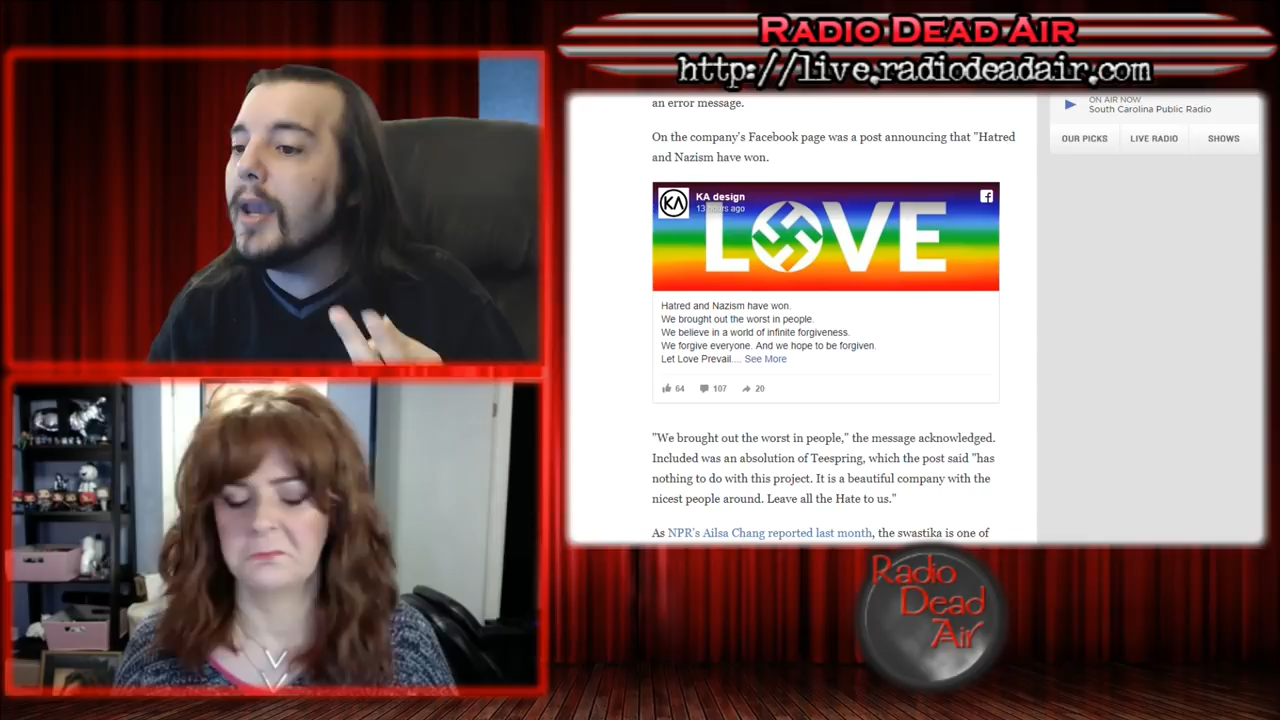 RADIO DEAD AIR
http://live.radiodeadair.com
an error message.
On the company's Facebook page was a post announcing that "Hatred
and Nazism have won.
KA
KA design
13 hours ago
LOVE
Hatred and Nazism have won.
We brought out the worst in people.
We believe in a world of infinite forgiveness.
We forgive everyone. And we hope to be forgiven.
Let Love Prevail.... See More
64
107
20
"We brought out the worst in people," the message acknowledged.
Included was an absolution of Teespring, which the post said "has
nothing to do with this project. It is a beautiful company with the
nicest people around. Leave all the Hate to us."
As NPR's Ailsa Chang reported last month, the swastika is one of
ON AIR NOW
South Carolina Public Radio
OUR PICKS
LIVE RADIO
SHOWS
Radio
Dead
Air